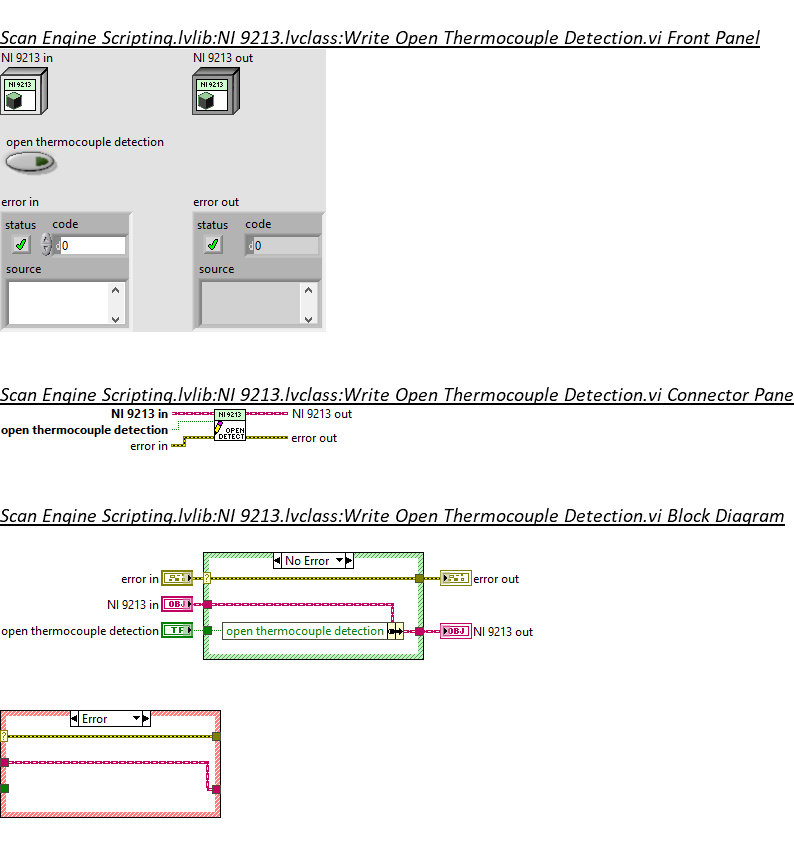 Scan Engine Scripting.lvlib:NI 9213.lvclass:Write Open Thermocouple Detection.vi Front Panel
NI 9213 in
NI 9213 out
NI 9213
NI 9213
open thermocouple detection
error in
error out
status code
status code
d 0
d 0
source
source
Scan Engine Scripting.lvlib:NI 9213.lvclass:Write Open Thermocouple Detection.vi Connector Pane
NI 9213 in
NI 9213
NI 9213 out
open thermocouple detection
OPEN
DETECT
error in
error out
Scan Engine Scripting.lvlib:NI 9213.lvclass:Write Open Thermocouple Detection.vi Block Diagram
No Error
error in
?
error out
NI 9213 in
OBJ
open thermocouple detection
TF
open thermocouple detection
OBJ
NI 9213 out
Error
?